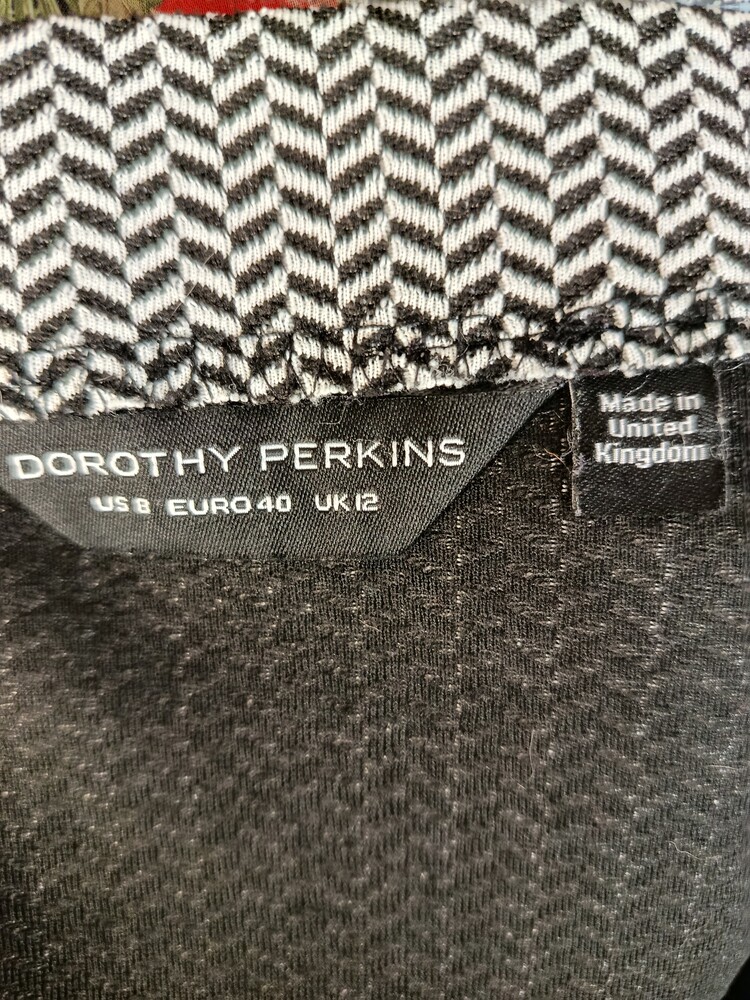 DOROTHY PERKINS
US 8 EURO 40 UK 12
Made in
United
Kingdom